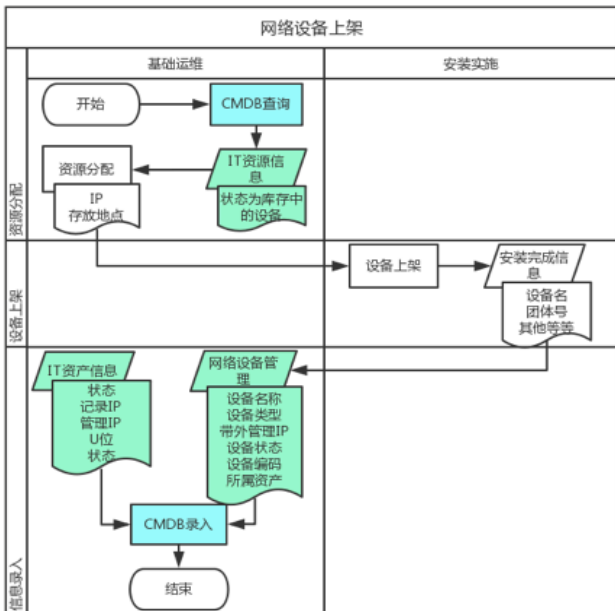 网络设备上架
基础运维
安装实施
资源分配
开始
CMDB查询
资源分配
IP
存放地点
IT资源信
息
状态为库存中
的设备
设备上架
设备上架
安装完成信
息
设备名
团体号
其他等等
信息录入
IT资产信息
状态
记录IP
管理IP
U位
状态
网络设备管
理
设备名称
设备类型
带外管理IP
设备状态
设备编码
所属资产
CMDB录入
结束